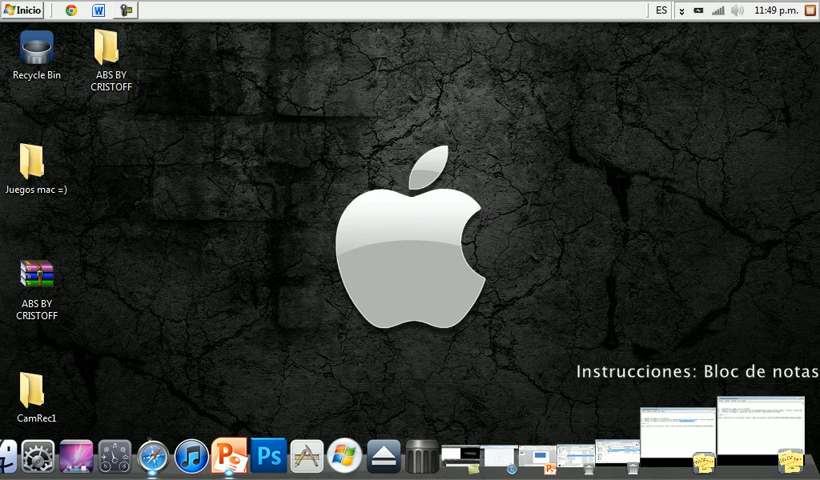 Inicio
ES
11:49 p.m.
Recycle Bin
ABS BY
CRISTOFF
Juegos mac =)
ABS BY
CRISTOFF
CamRec1
Instrucciones: Bloc de notas
Ps